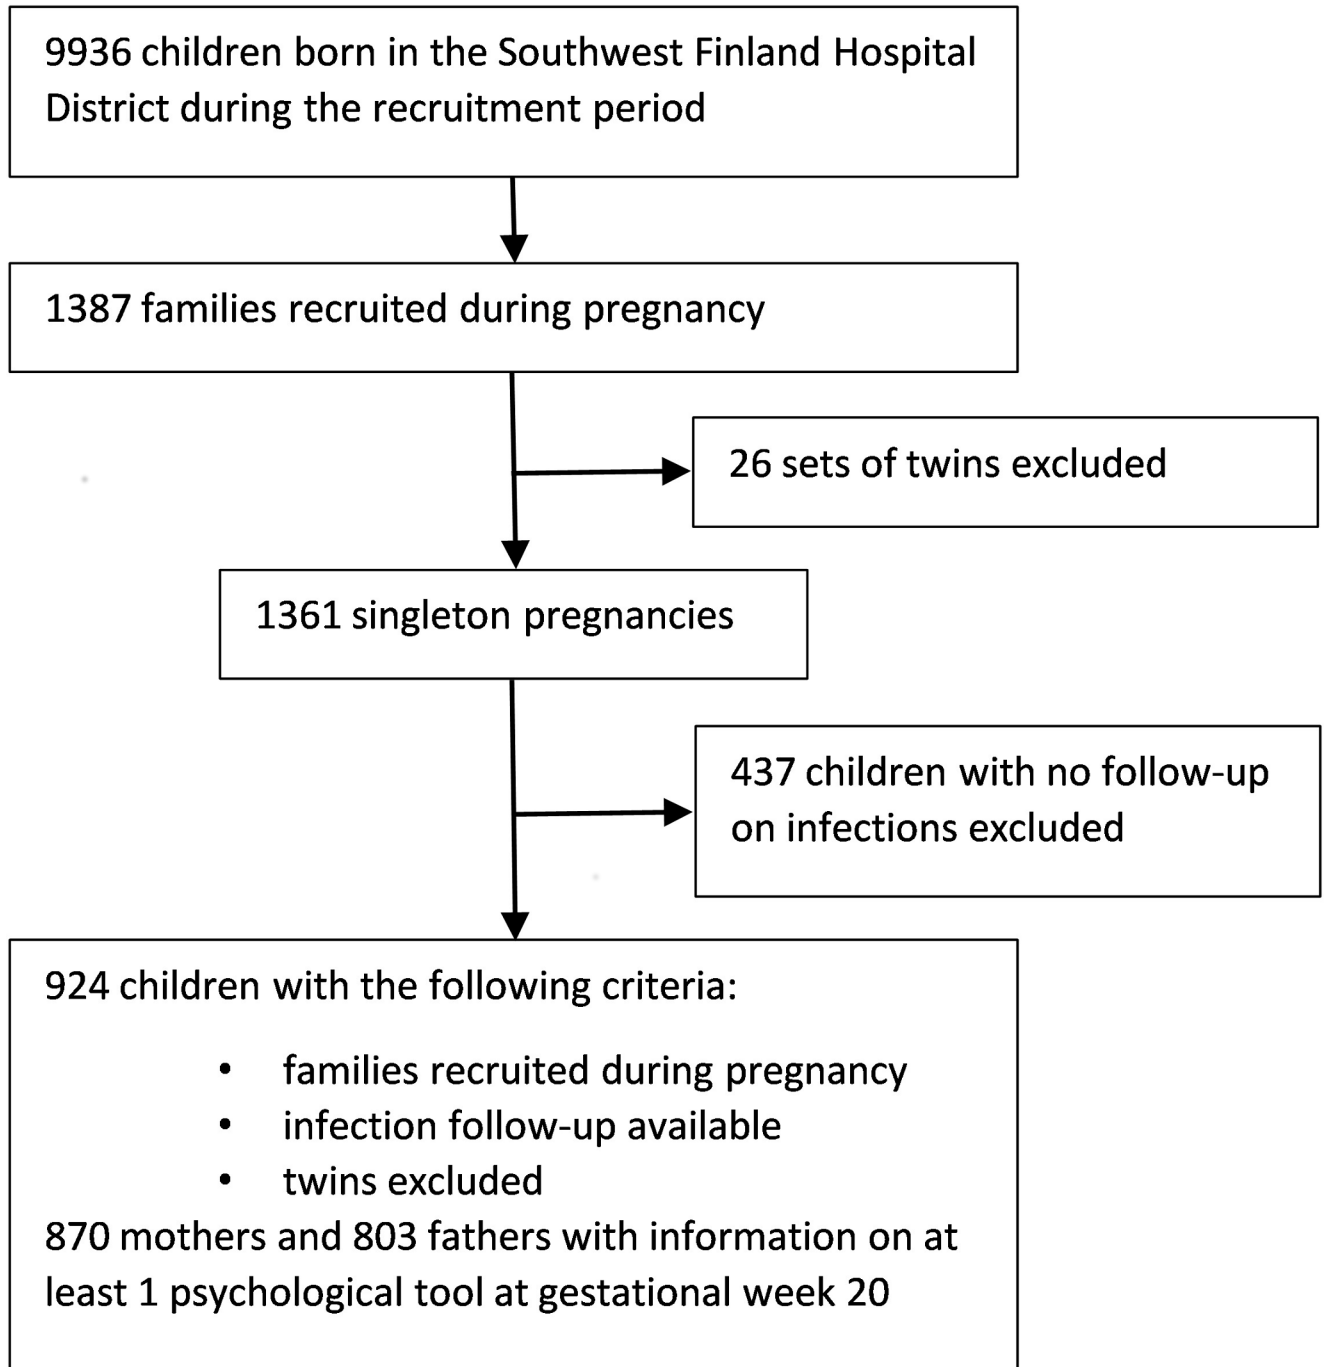 9936 children born in the Southwest Finland Hospital
District during the recruitment period
1387 families recruited during pregnancy
26 sets of twins excluded
1361 singleton pregnancies
437 children with no follow-up
on infections excluded
924 children with the following criteria:
• families recruited during pregnancy
• infection follow-up available
• twins excluded
870 mothers and 803 fathers with information on at
least 1 psychological tool at gestational week 20